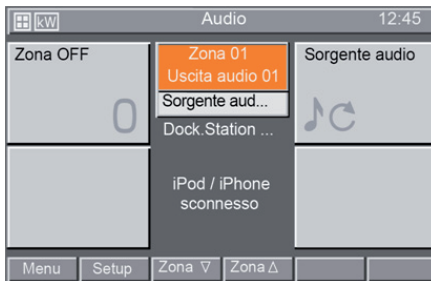 kW Audio 12:45
Zona OFF
0
Zona 01
Uscita audio 01
Sorgente aud...
Dock.Station ...
iPod / iPhone
sconnesso
Sorgente audio
Menu Setup Zona ▽ Zona △